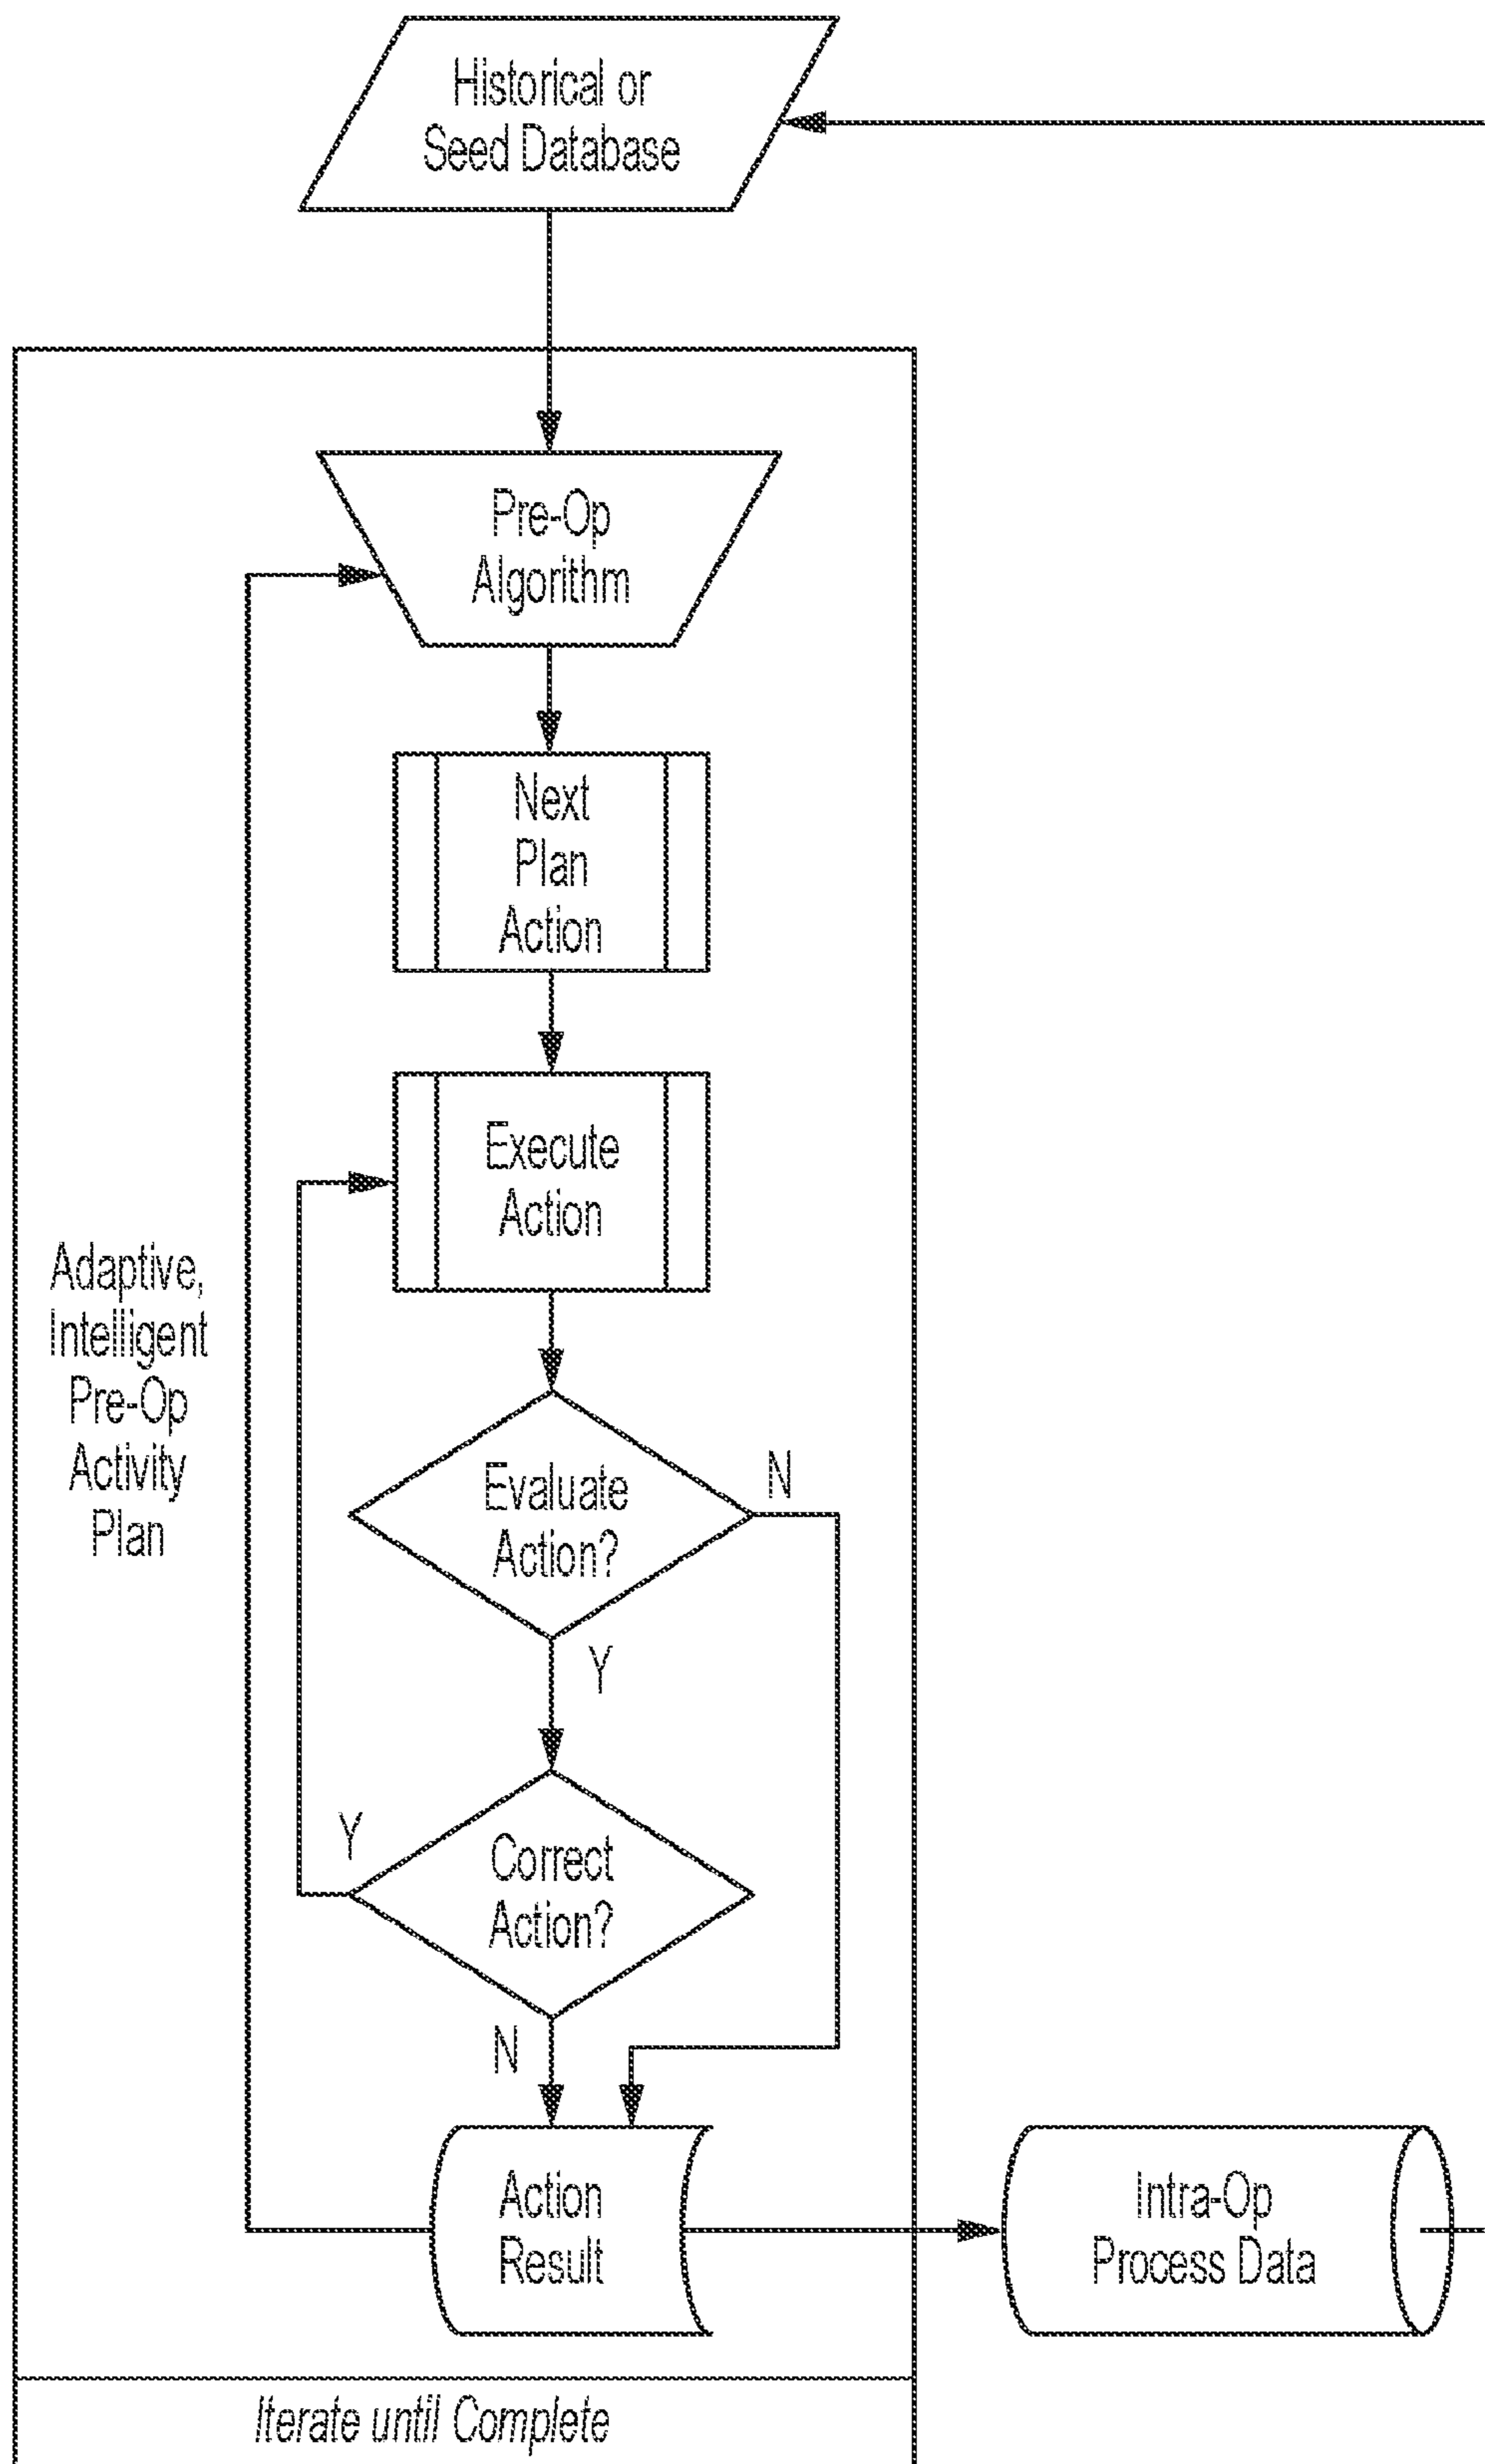 Historical or
Seed Database
Pre-Op
Algorithm
Next
Plan
Action
Execute
Action
Adaptive,
Intelligent
Pre-Op
Activity
Plan
Evaluate
Action?
N
Y
Y
Correct
Action?
N
Action
Result
Intra-Op
Process Data
Iterate until Complete